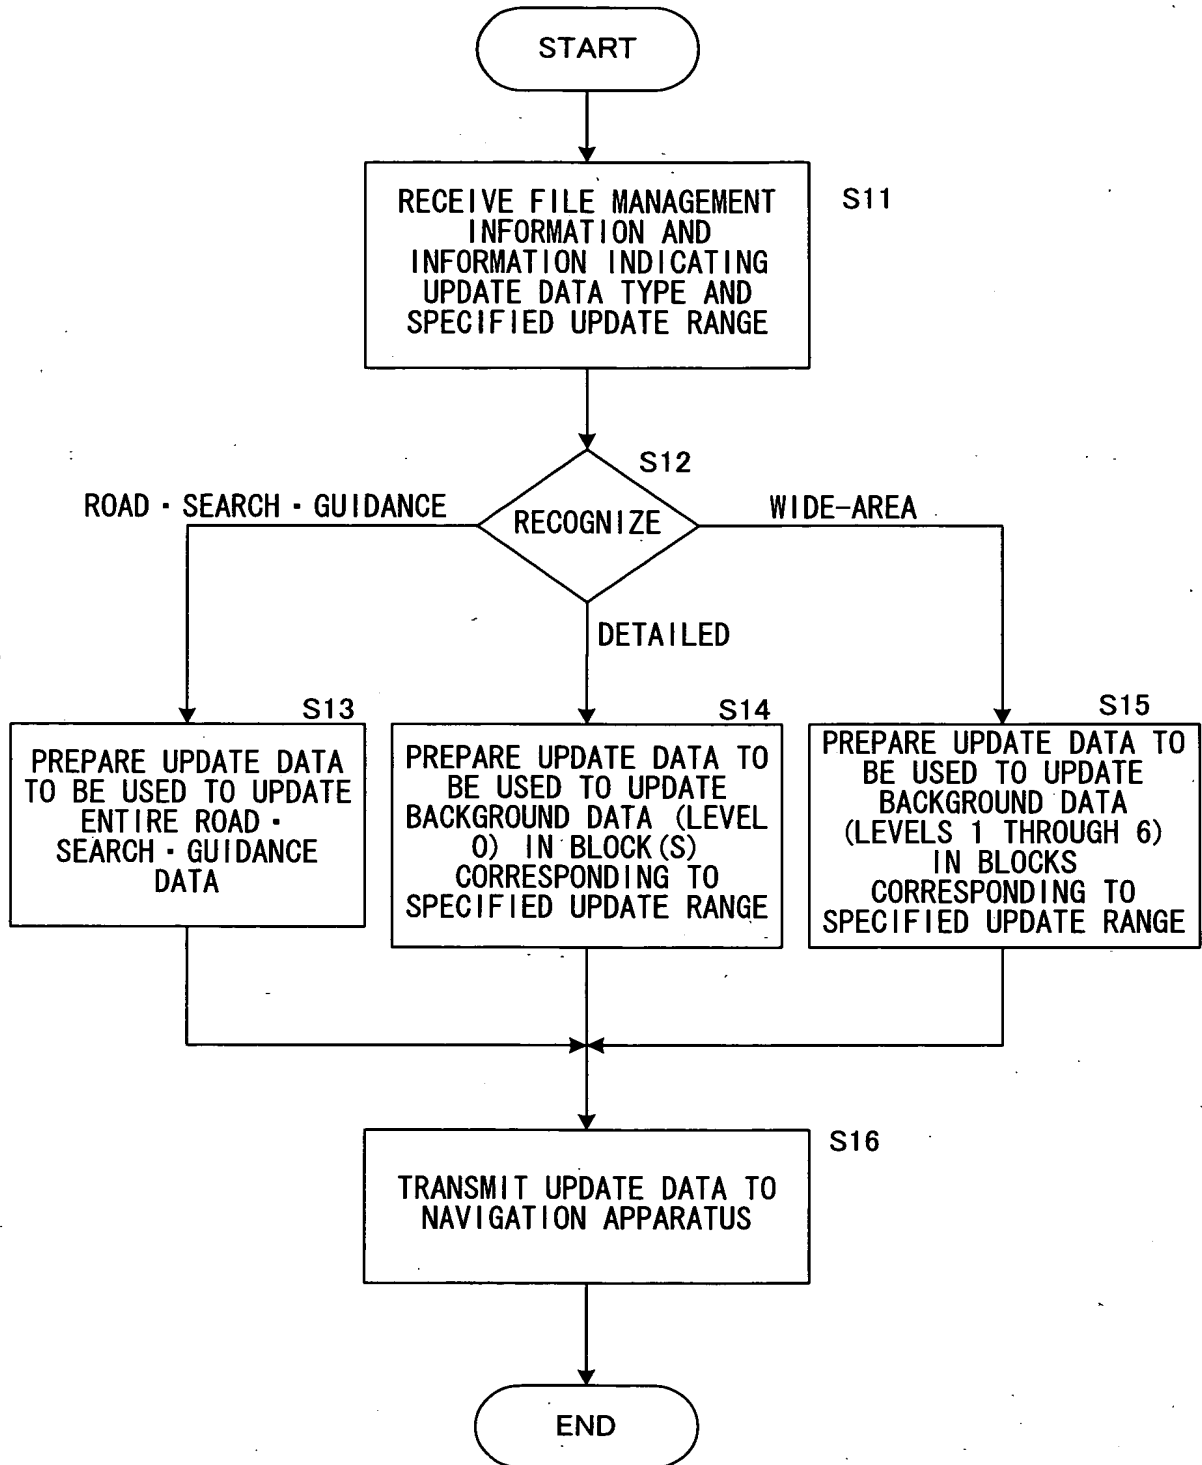 START
S11
RECEIVE FILE MANAGEMENT
INFORMATION AND
INFORMATION INDICATING
UPDATE DATA TYPE AND
SPECIFIED UPDATE RANGE
S12
RECOGNIZE
ROAD・SEARCH・GUIDANCE
WIDE-AREA
DETAILED
S13
PREPARE UPDATE DATA
TO BE USED TO UPDATE
ENTIRE ROAD・
SEARCH・GUIDANCE
DATA
S14
PREPARE UPDATE DATA TO
BE USED TO UPDATE
BACKGROUND DATA (LEVEL
0) IN BLOCK(S)
CORRESPONDING TO
SPECIFIED UPDATE RANGE
S15
PREPARE UPDATE DATA TO
BE USED TO UPDATE
BACKGROUND DATA
(LEVELS 1 THROUGH 6)
IN BLOCKS
CORRESPONDING TO
SPECIFIED UPDATE RANGE
S16
TRANSMIT UPDATE DATA TO
NAVIGATION APPARATUS
END